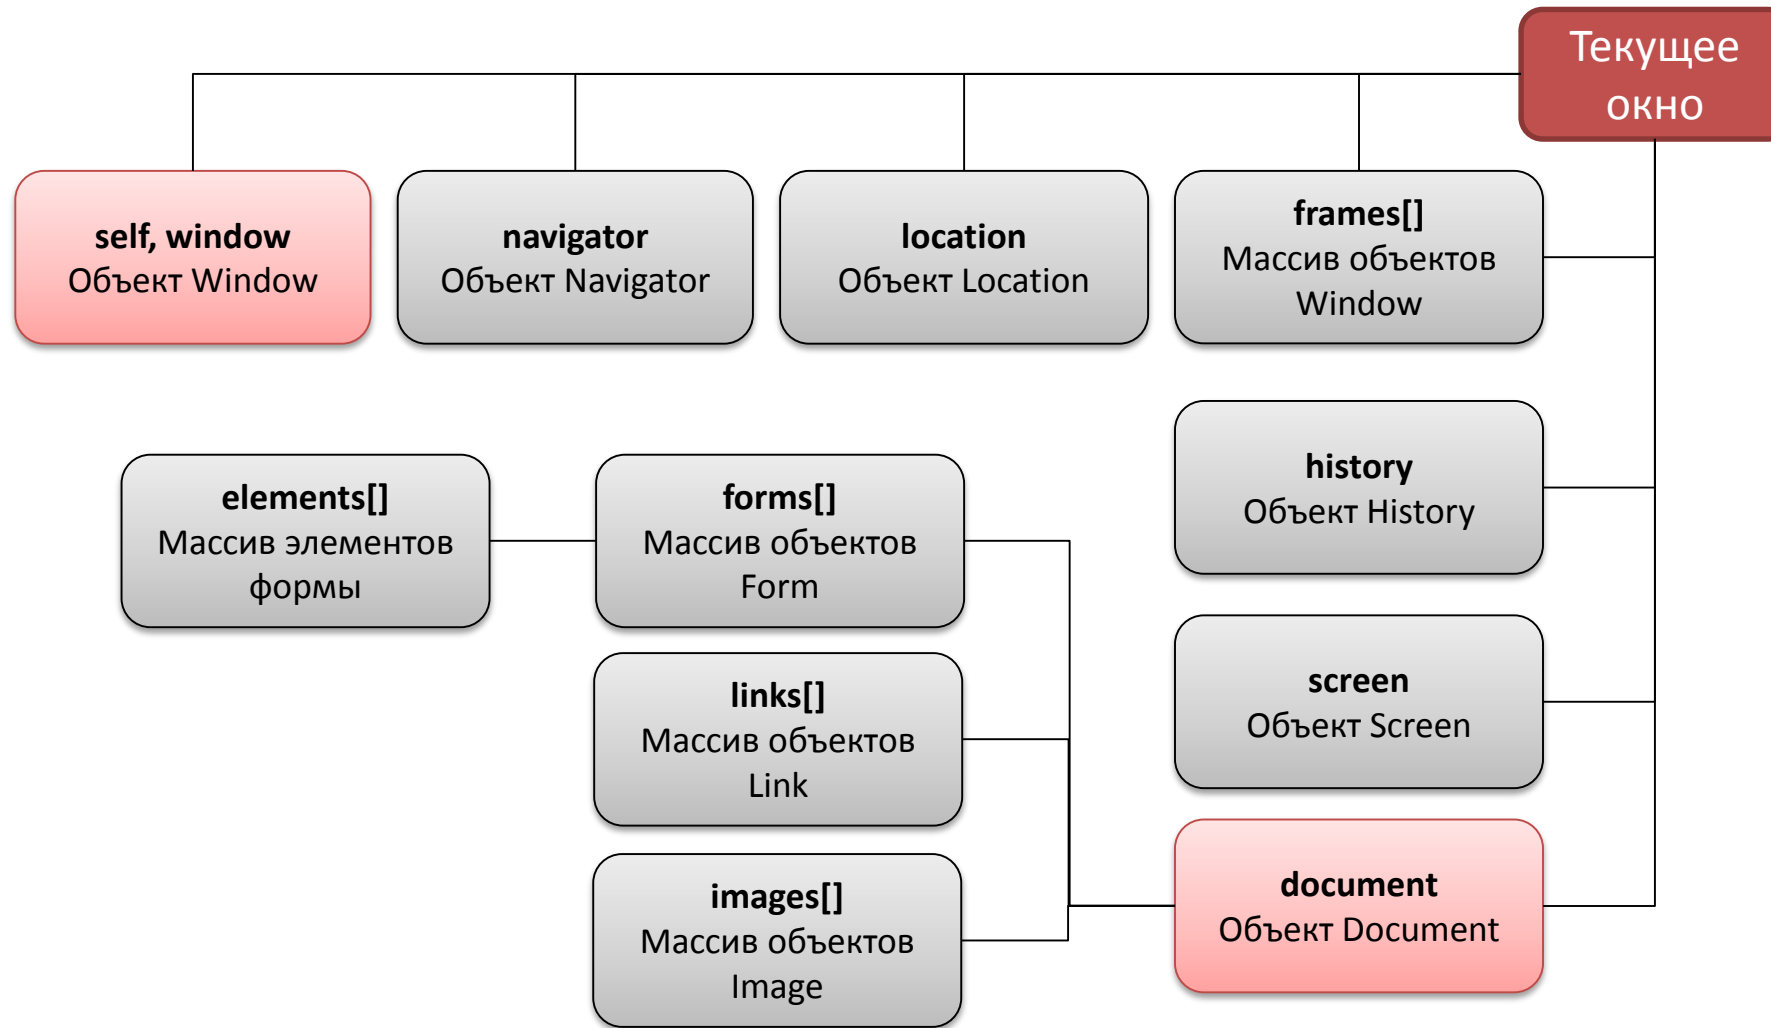 Текущее
окно
self, window
Объект Window
navigator
Объект Navigator
location
Объект Location
frames[]
Массив объектов
Window
history
Объект History
elements[]
Массив элементов
формы
forms[]
Массив объектов
Form
screen
Объект Screen
links[]
Массив объектов
Link
document
Объект Document
images[]
Массив объектов
Image